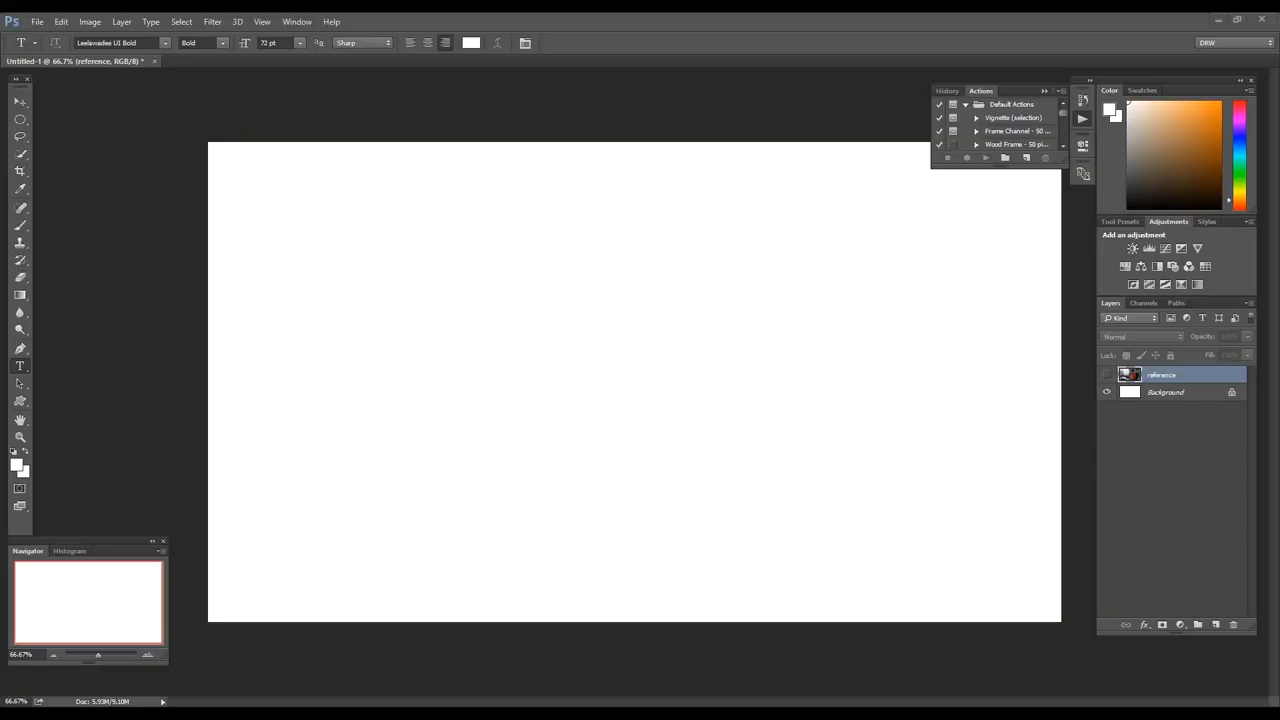 Ps File Edit Image Layer Type Select Filter 3D View Window Help
T Leelawadee UI Bold Bold 72 pt Sharp DRW
Untitled-1 @ 66.7% (reference, RGB/8) *
History Actions
Default Actions
Vignette (selection)
Frame Channel - 50 ...
Wood Frame - 50 pi...
Color Swatches
Tool Presets Adjustments Styles
Add an adjustment
Layers Channels Paths
Kind
Normal Opacity: 100%
Lock: Fill: 100%
reference
Background
fx
Navigator Histogram
66.67%
66.67% Doc: 5.93M/9.10M